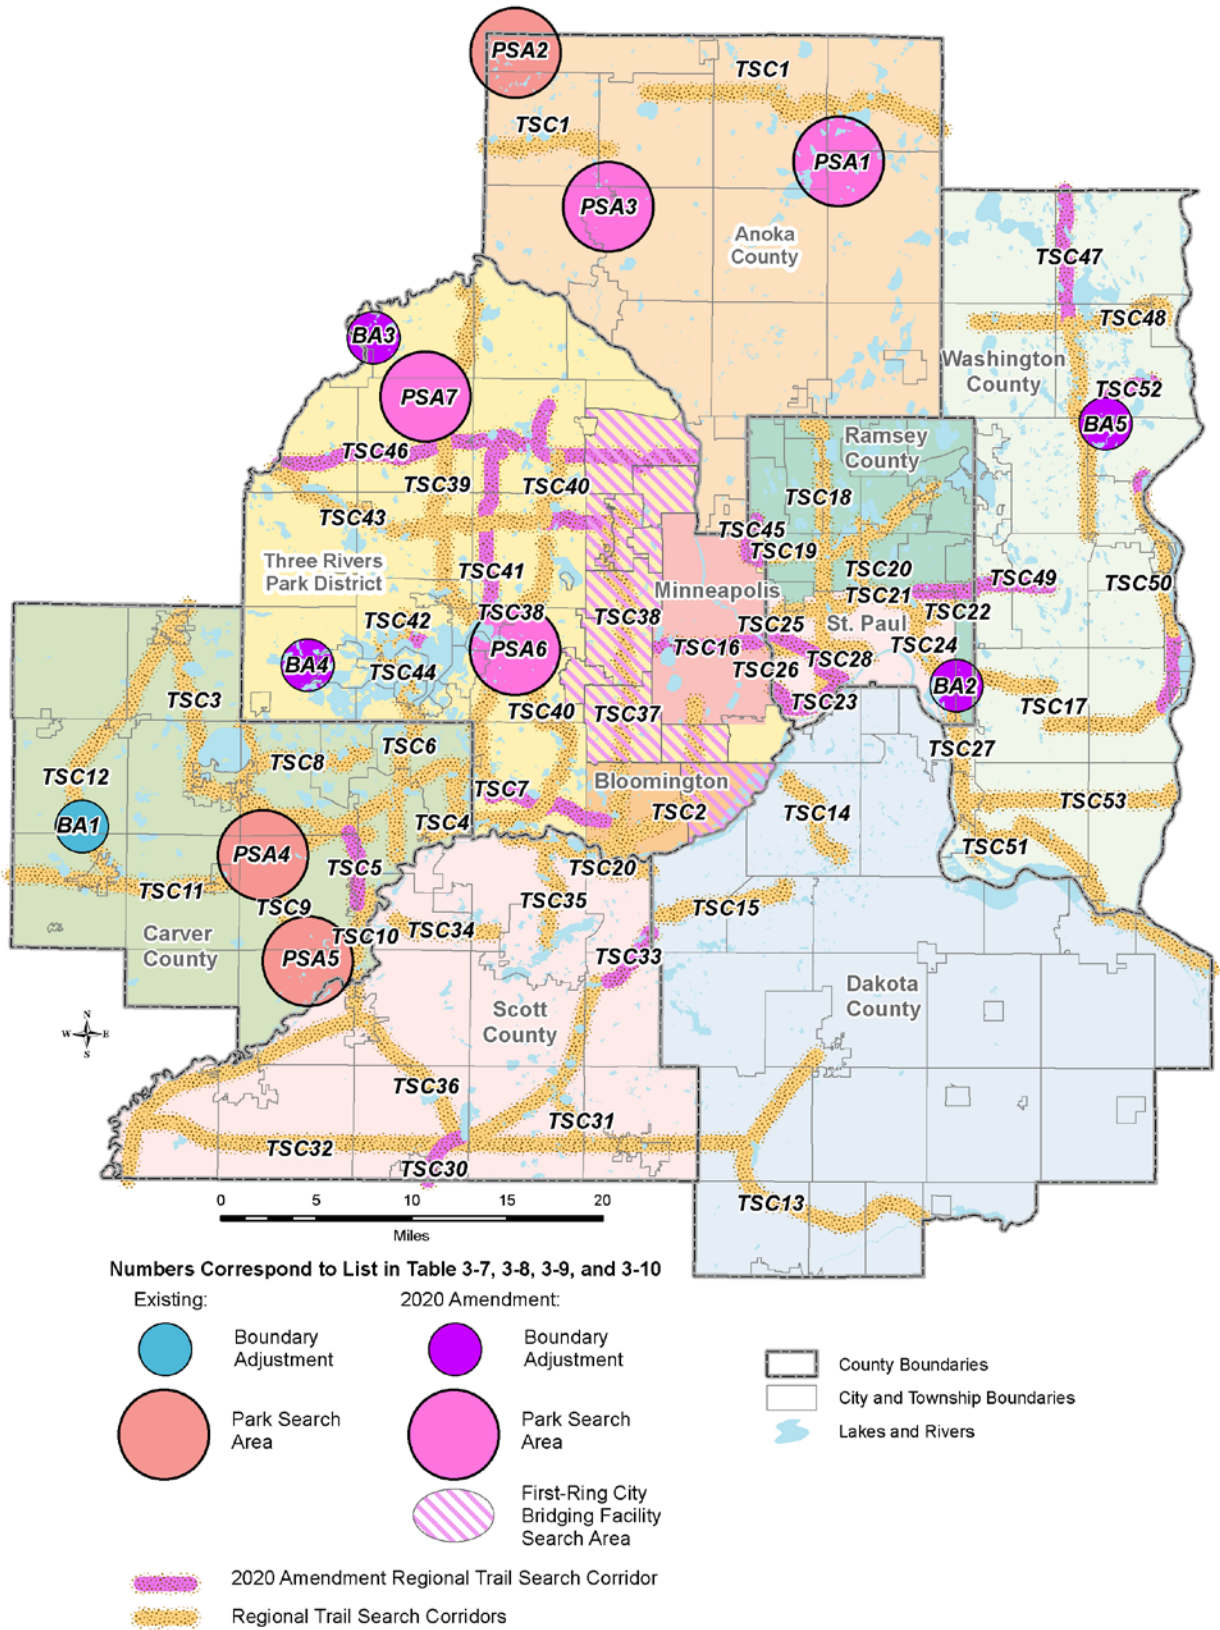 PSA2
TSC1
TSC1
PSA1
PSA3
Anoka
County
TSC47
BA3
TSC48
Washington
County
PSA7
TSC52
BA5
Ramsey
County
TSC46
TSC39
TSC40
TSC18
TSC43
TSC45
TSC19
Three Rivers
Park District
TSC41
TSC20
TSC49
TSC50
Minneapolis
TSC21
TSC38
TSC38
TSC22
TSC42
TSC25
St. Paul
PSA6
TSC16
TSC24
BA4
TSC44
TSC26
TSC28
BA2
TSC3
TSC40
TSC37
TSC23
TSC17
TSC6
TSC27
TSC8
TSC12
TSC7
Bloomington
TSC53
BA1
TSC4
TSC2
TSC14
PSA4
TSC51
TSC5
TSC20
TSC11
TSC9
TSC35
TSC15
Carver
County
TSC10
TSC34
PSA5
TSC33
Dakota
County
Scott
County
N
W E
S
TSC36
TSC31
TSC32
TSC30
TSC13
0 5 10 15 20
Miles
Numbers Correspond to List in Table 3-7, 3-8, 3-9, and 3-10
Existing:
2020 Amendment:
Boundary
Adjustment
Boundary
Adjustment
Park Search
Area
Park Search
Area
First-Ring City
Bridging Facility
Search Area
2020 Amendment Regional Trail Search Corridor
Regional Trail Search Corridors
County Boundaries
City and Township Boundaries
Lakes and Rivers